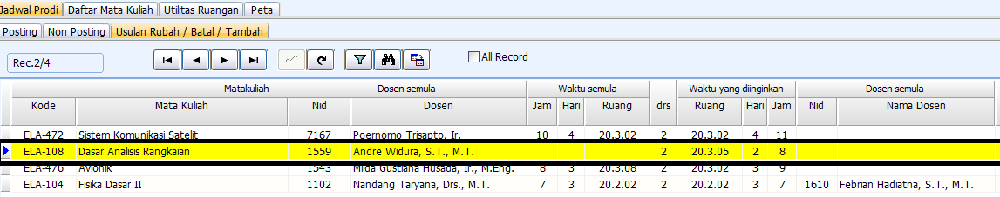 Jadwal Prodi Daftar Mata Kuliah Utilitas Ruangan Peta
Posting Non Posting Usulan Rubah / Batal / Tambah
Rec.2/4 All Record
Matakuliah Dosen semula Waktu semula drs Waktu yang diinginkan Dosen semula
Kode Mata Kuliah Nid Dosen Jam Hari Ruang Ruang Hari Jam Nid Nama Dosen
ELA-472 Sistem Komunikasi Satelit 7167 Poernomo Trisapto, Ir. 10 4 20.3.02 2 20.3.02 4 11
ELA-108 Dasar Analisis Rangkaian 1559 Andre Widura, S.T., M.T. 2 20.3.05 2 8
ELA-476 Avionik 1543 Milda Gustiana Husada, Ir., M.Eng. 8 3 20.3.08 2 20.3.02 3 9
ELA-104 Fisika Dasar II 1102 Nandang Taryana, Drs., M.T. 7 3 20.2.02 2 20.2.02 3 7 1610 Febrian Hadiatna, S.T., M.T.